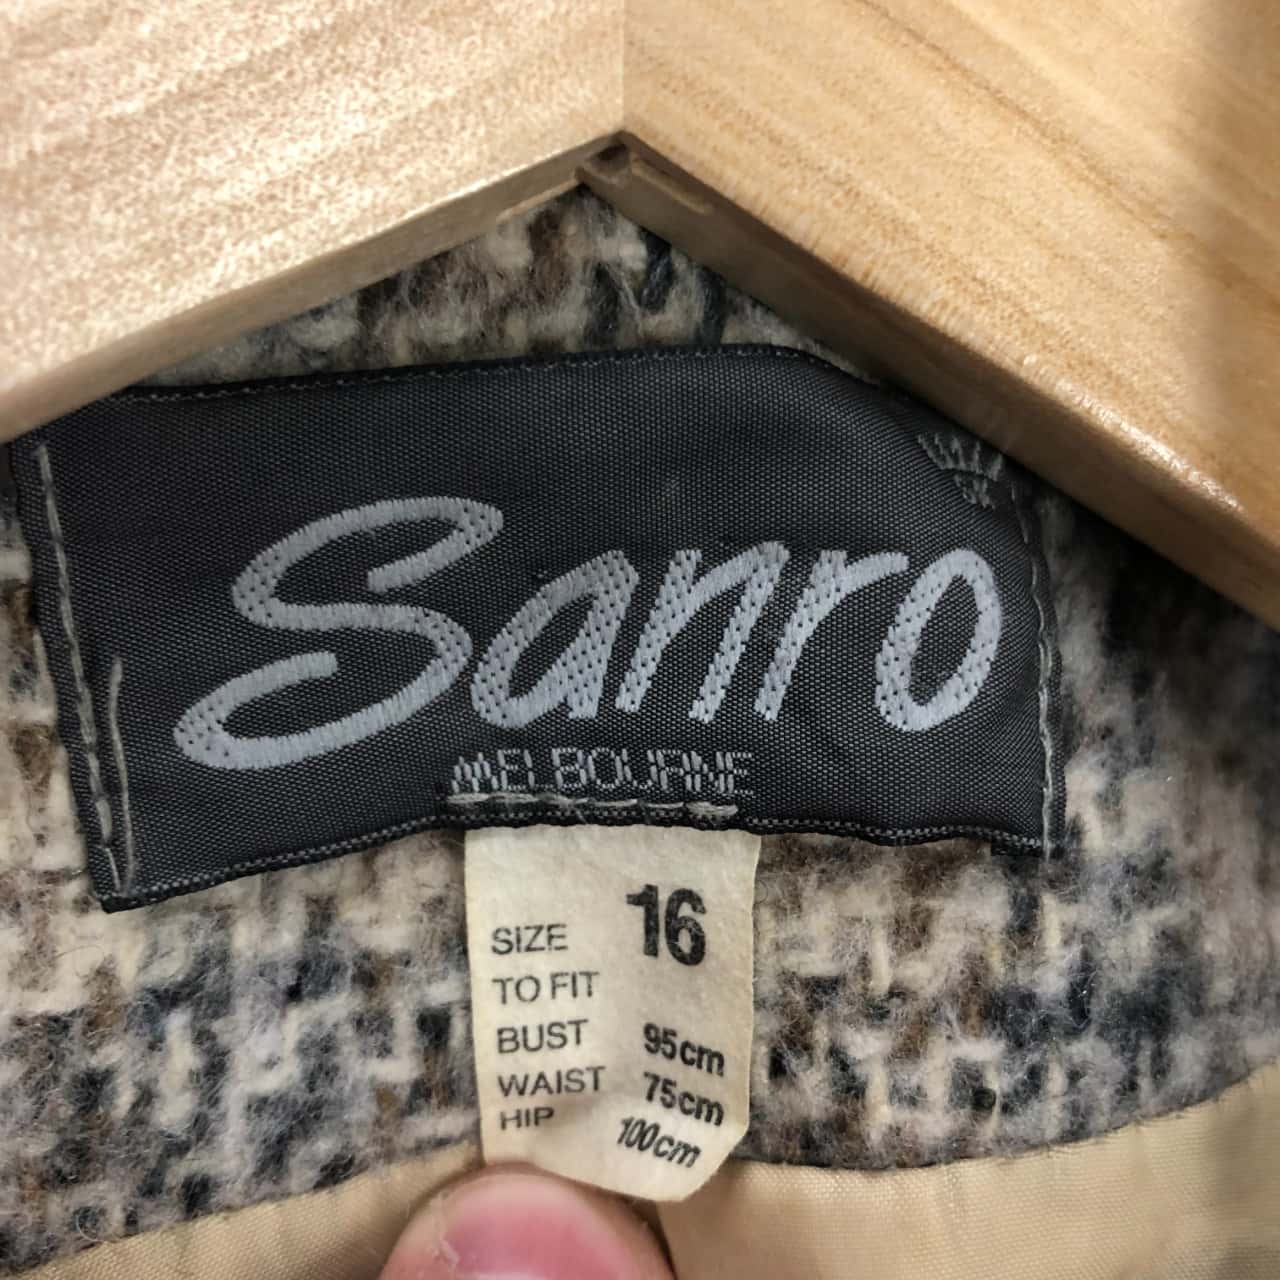 Sanro
MELBOURNE
SIZE 16
TO FIT
BUST 95cm
WAIST 75cm
HIP 100cm